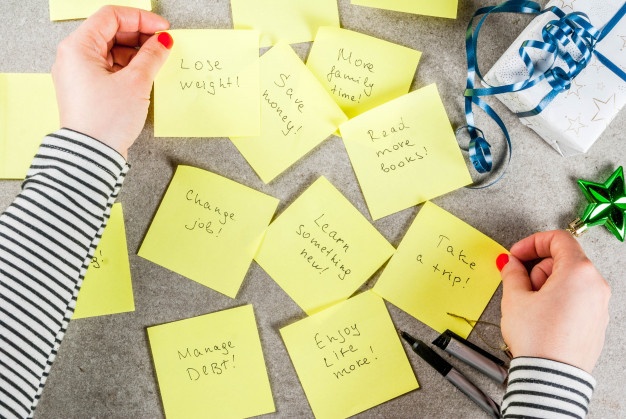 Lose
weight!
Save
money!
More
family
time!
Read
more
books!
Change
job!
Learn
something
new!
Take
a trip!
g!
Manage
DEBT!
Enjoy
Life
more!